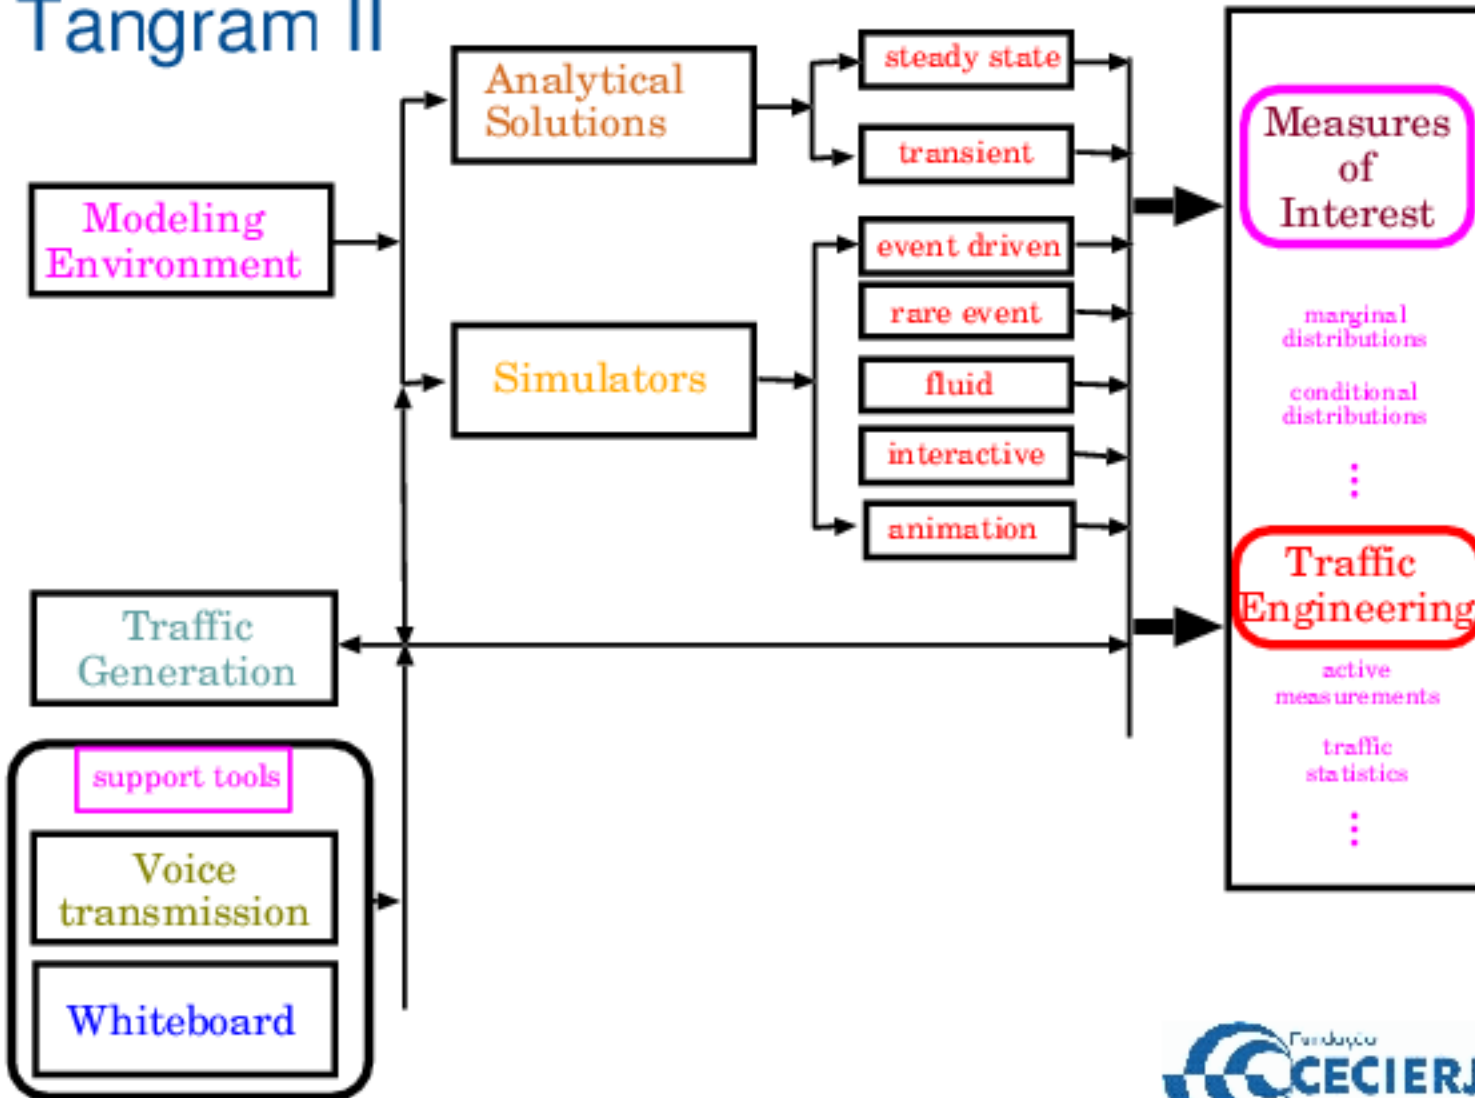 Tangram II
Analytical
Solutions
Modeling
Environment
Simulators
steady state
transient
event driven
rare event
fluid
interactive
animation
Measures
of
Interest
marginal
distributions
conditional
distributions
Traffic
Engineering
active
measurements
traffic
statistics
Traffic
Generation
support tools
Voice
transmission
Whiteboard
Fundação
CECIERJ